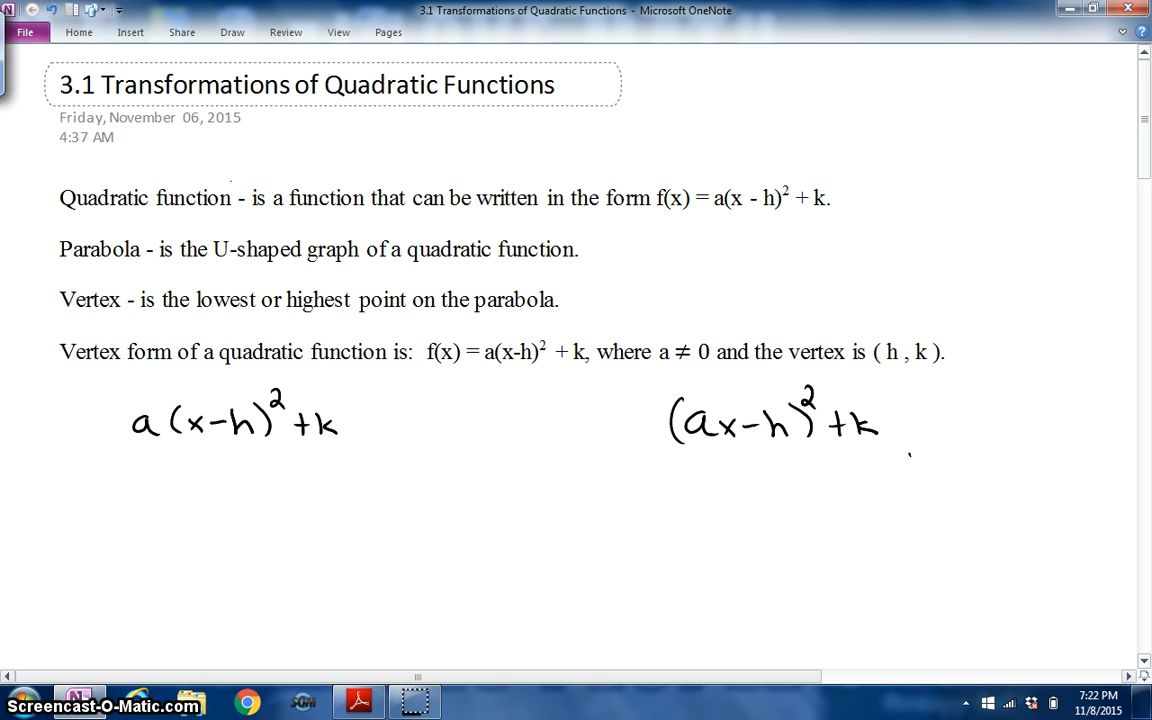 3.1 Transformations of Quadratic Functions - Microsoft OneNote
File Home Insert Share Draw Review View Pages
3.1 Transformations of Quadratic Functions
Friday, November 06, 2015
4:37 AM
Quadratic function - is a function that can be written in the form f(x) = a(x - h)² + k.
Parabola - is the U-shaped graph of a quadratic function.
Vertex - is the lowest or highest point on the parabola.
Vertex form of a quadratic function is: f(x) = a(x-h)² + k, where a ≠ 0 and the vertex is ( h , k ).
a(x-h)²+k (ax-h)²+k
SGM
7:22 PM
Screencast-O-Matic.com
11/8/2015